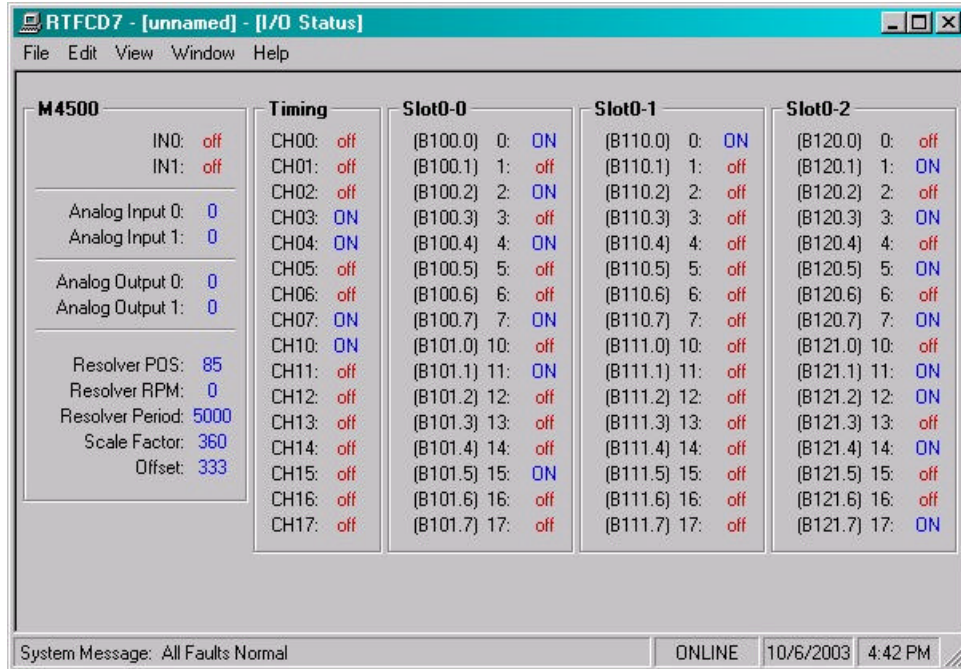 RTFCD7 - [unnamed] - [I/O Status]
File Edit View Window Help
M4500
IN0: off
IN1: off
Analog Input 0: 0
Analog Input 1: 0
Analog Output 0: 0
Analog Output 1: 0
Resolver POS: 85
Resolver RPM: 0
Resolver Period: 5000
Scale Factor: 360
Offset: 333
Timing
CH00: off
CH01: off
CH02: off
CH03: ON
CH04: ON
CH05: off
CH06: off
CH07: ON
CH10: ON
CH11: off
CH12: off
CH13: off
CH14: off
CH15: off
CH16: off
CH17: off
Slot0-0
(B100.0) 0: ON
(B100.1) 1: off
(B100.2) 2: ON
(B100.3) 3: off
(B100.4) 4: ON
(B100.5) 5: off
(B100.6) 6: off
(B100.7) 7: ON
(B101.0) 10: off
(B101.1) 11: ON
(B101.2) 12: off
(B101.3) 13: off
(B101.4) 14: off
(B101.5) 15: ON
(B101.6) 16: off
(B101.7) 17: off
Slot0-1
(B110.0) 0: ON
(B110.1) 1: off
(B110.2) 2: off
(B110.3) 3: off
(B110.4) 4: off
(B110.5) 5: off
(B110.6) 6: off
(B110.7) 7: off
(B111.0) 10: off
(B111.1) 11: off
(B111.2) 12: off
(B111.3) 13: off
(B111.4) 14: off
(B111.5) 15: off
(B111.6) 16: off
(B111.7) 17: off
Slot0-2
(B120.0) 0: off
(B120.1) 1: ON
(B120.2) 2: off
(B120.3) 3: ON
(B120.4) 4: off
(B120.5) 5: ON
(B120.6) 6: off
(B120.7) 7: ON
(B121.0) 10: off
(B121.1) 11: ON
(B121.2) 12: ON
(B121.3) 13: off
(B121.4) 14: ON
(B121.5) 15: off
(B121.6) 16: off
(B121.7) 17: ON
System Message: All Faults Normal
ONLINE
10/6/2003
4:42 PM